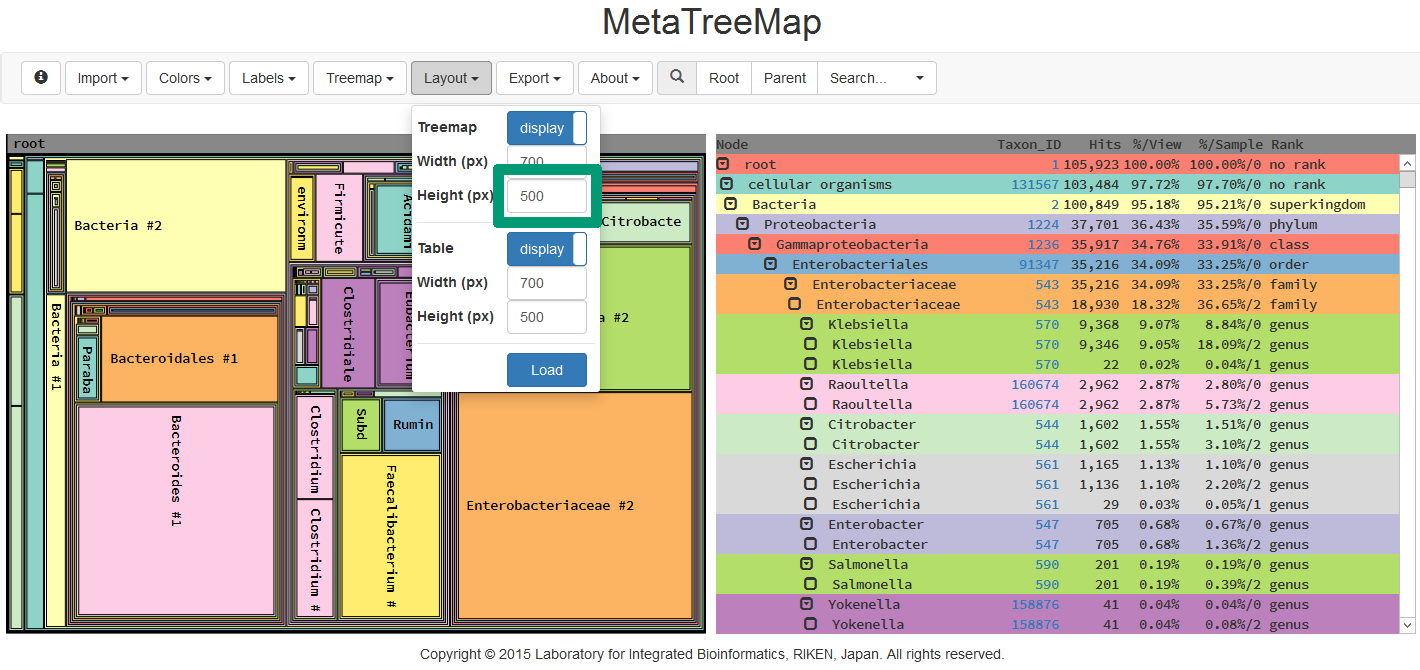 MetaTreeMap
Import Colors Labels Treemap Layout Export About Root Parent Search...
Treemap display
Width (px) 700
Height (px) 500
Table display
Width (px) 700
Height (px) 500
Load
root
Bacteria #2
Bacteria #1
Paraba
Bacteroidales #1
Bacteroides #1
environm
Firmicute
Acidami
Citrobacte
Clostridiale
Eubacterium
a #2
Clostridium
Clostridium #
Subd
Rumin
Faecalibacterium #
Enterobacteriaceae #2
Node Taxon_ID Hits %/View %/Sample Rank
root 1 105,923 100.00% 100.00%/0 no rank
cellular organisms 131567 103,484 97.72% 97.70%/0 no rank
Bacteria 2 100,849 95.18% 95.21%/0 superkingdom
Proteobacteria 1224 37,701 36.43% 35.59%/0 phylum
Gammaproteobacteria 1236 35,917 34.76% 33.91%/0 class
Enterobacteriales 91347 35,216 34.09% 33.25%/0 order
Enterobacteriaceae 543 35,216 34.09% 33.25%/0 family
Enterobacteriaceae 543 18,930 18.32% 36.65%/2 family
Klebsiella 570 9,368 9.07% 8.84%/0 genus
Klebsiella 570 9,346 9.05% 18.09%/2 genus
Klebsiella 570 22 0.02% 0.04%/1 genus
Raoultella 160674 2,962 2.87% 2.80%/0 genus
Raoultella 160674 2,962 2.87% 5.73%/2 genus
Citrobacter 544 1,602 1.55% 1.51%/0 genus
Citrobacter 544 1,602 1.55% 3.10%/2 genus
Escherichia 561 1,165 1.13% 1.10%/0 genus
Escherichia 561 1,136 1.10% 2.20%/2 genus
Escherichia 561 29 0.03% 0.05%/1 genus
Enterobacter 547 705 0.68% 0.67%/0 genus
Enterobacter 547 705 0.68% 1.36%/2 genus
Salmonella 590 201 0.19% 0.19%/0 genus
Salmonella 590 201 0.19% 0.39%/2 genus
Yokenella 158876 41 0.04% 0.04%/0 genus
Yokenella 158876 41 0.04% 0.08%/2 genus
Copyright © 2015 Laboratory for Integrated Bioinformatics, RIKEN, Japan. All rights reserved.